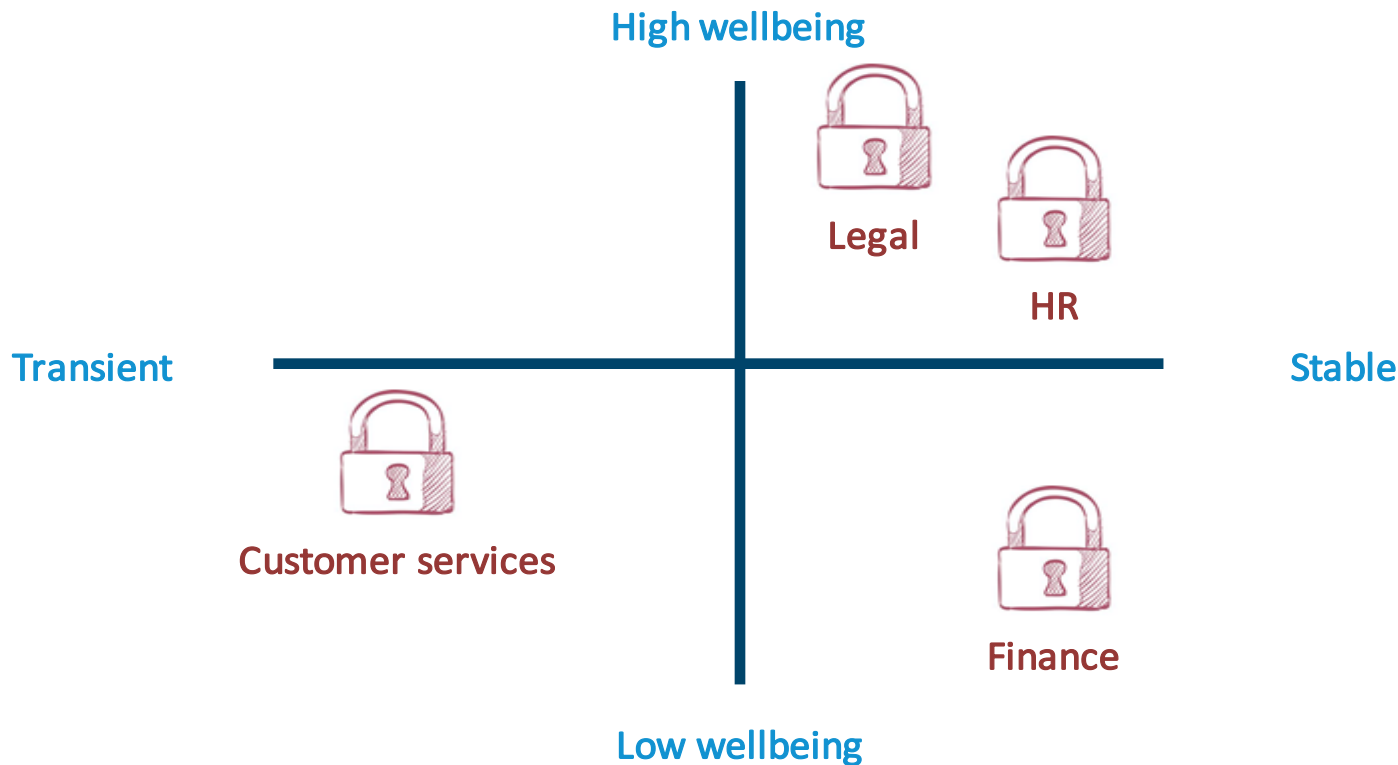 High wellbeing
Legal
HR
Transient
Stable
Customer services
Finance
Low wellbeing